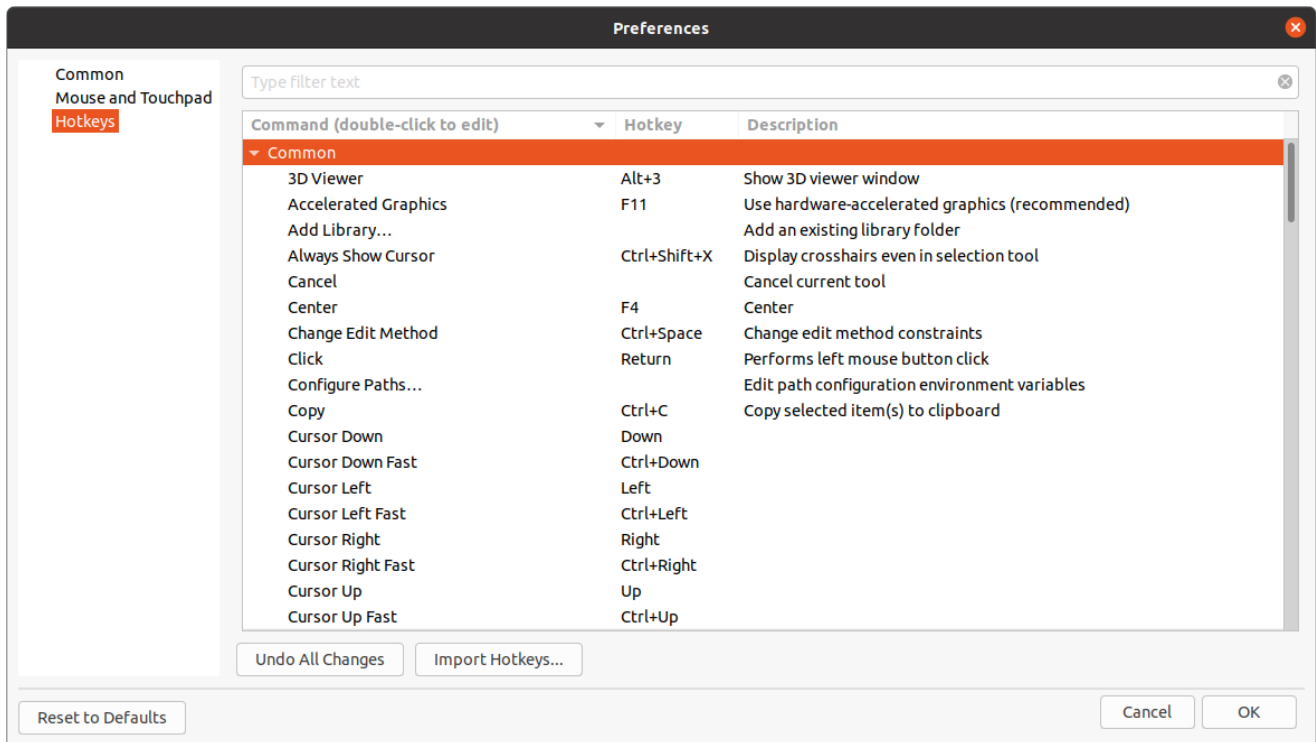 Preferences
Common
Mouse and Touchpad
Hotkeys
Type filter text
Command (double-click to edit) Hotkey Description
Common
3D Viewer Alt+3 Show 3D viewer window
Accelerated Graphics F11 Use hardware-accelerated graphics (recommended)
Add Library... Add an existing library folder
Always Show Cursor Ctrl+Shift+X Display crosshairs even in selection tool
Cancel Cancel current tool
Center F4 Center
Change Edit Method Ctrl+Space Change edit method constraints
Click Return Performs left mouse button click
Configure Paths... Edit path configuration environment variables
Copy Ctrl+C Copy selected item(s) to clipboard
Cursor Down Down
Cursor Down Fast Ctrl+Down
Cursor Left Left
Cursor Left Fast Ctrl+Left
Cursor Right Right
Cursor Right Fast Ctrl+Right
Cursor Up Up
Cursor Up Fast Ctrl+Up
Undo All Changes Import Hotkeys...
Reset to Defaults Cancel OK